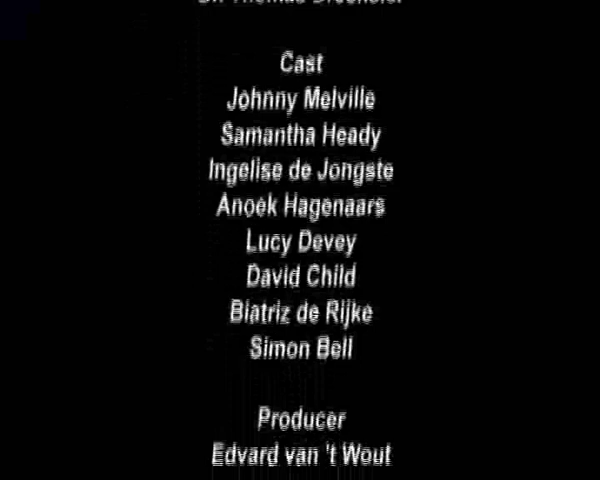 Cast
Johnny Melville
Samantha Heady
Ingelise de Jongste
Anoek Hagenaars
Lucy Devey
David Child
Biatriz de Rijke
Simon Bell
Producer
Edvard van 't Wout